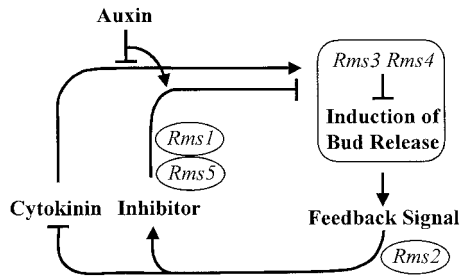 Auxin
Rms3 Rms4
Induction of
Bud Release
Rms1
Rms5
Cytokinin Inhibitor
Feedback Signal
Rms2